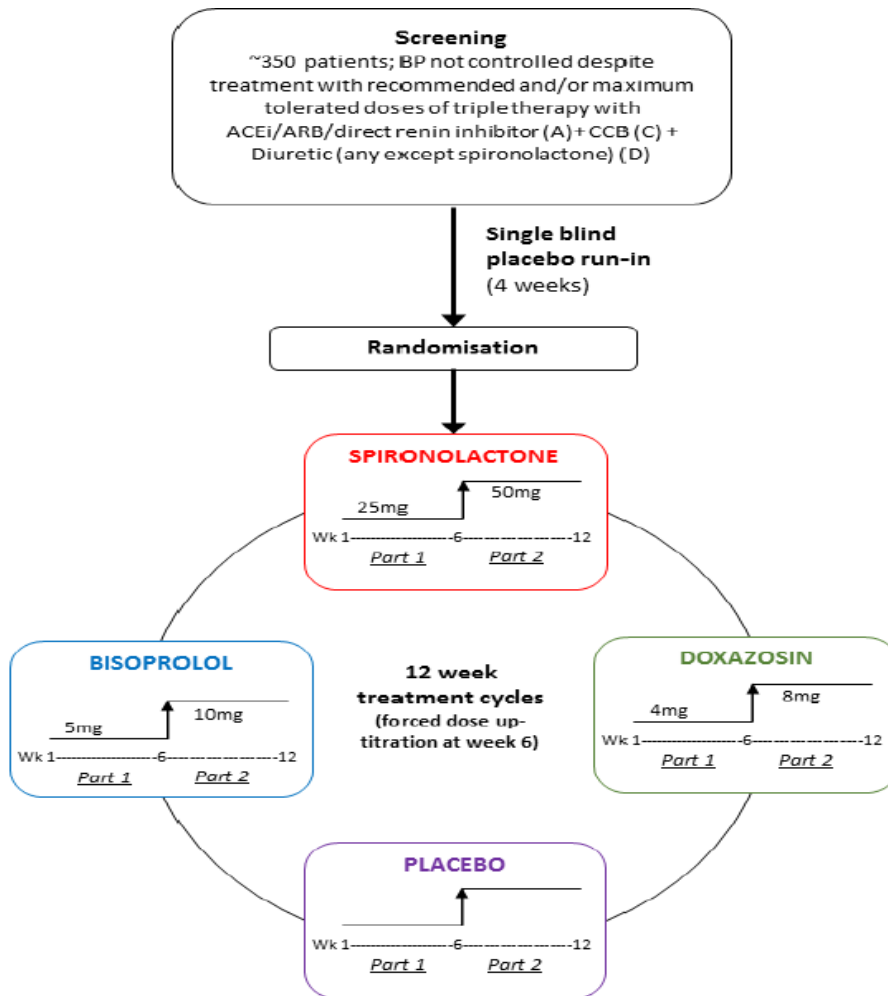 Screening
~350 patients; BP not controlled despite
treatment with recommended and/or maximum
tolerated doses of triple therapy with
ACEi/ARB/direct renin inhibitor (A)+ CCB (C) +
Diuretic (any except spironolactone) (D)
Single blind
placebo run-in
(4 weeks)
Randomisation
SPIRONOLACTONE
25mg
50mg
Wk 1--------------------6---------------------12
Part 1 Part 2
BISOPROLOL
5mg
10mg
Wk 1--------------------6---------------------12
Part 1 Part 2
12 week
treatment cycles
(forced dose up-
titration at week 6)
DOXAZOSIN
4mg
8mg
Wk 1--------------------6---------------------12
Part 1 Part 2
PLACEBO
Wk 1--------------------6---------------------12
Part 1 Part 2